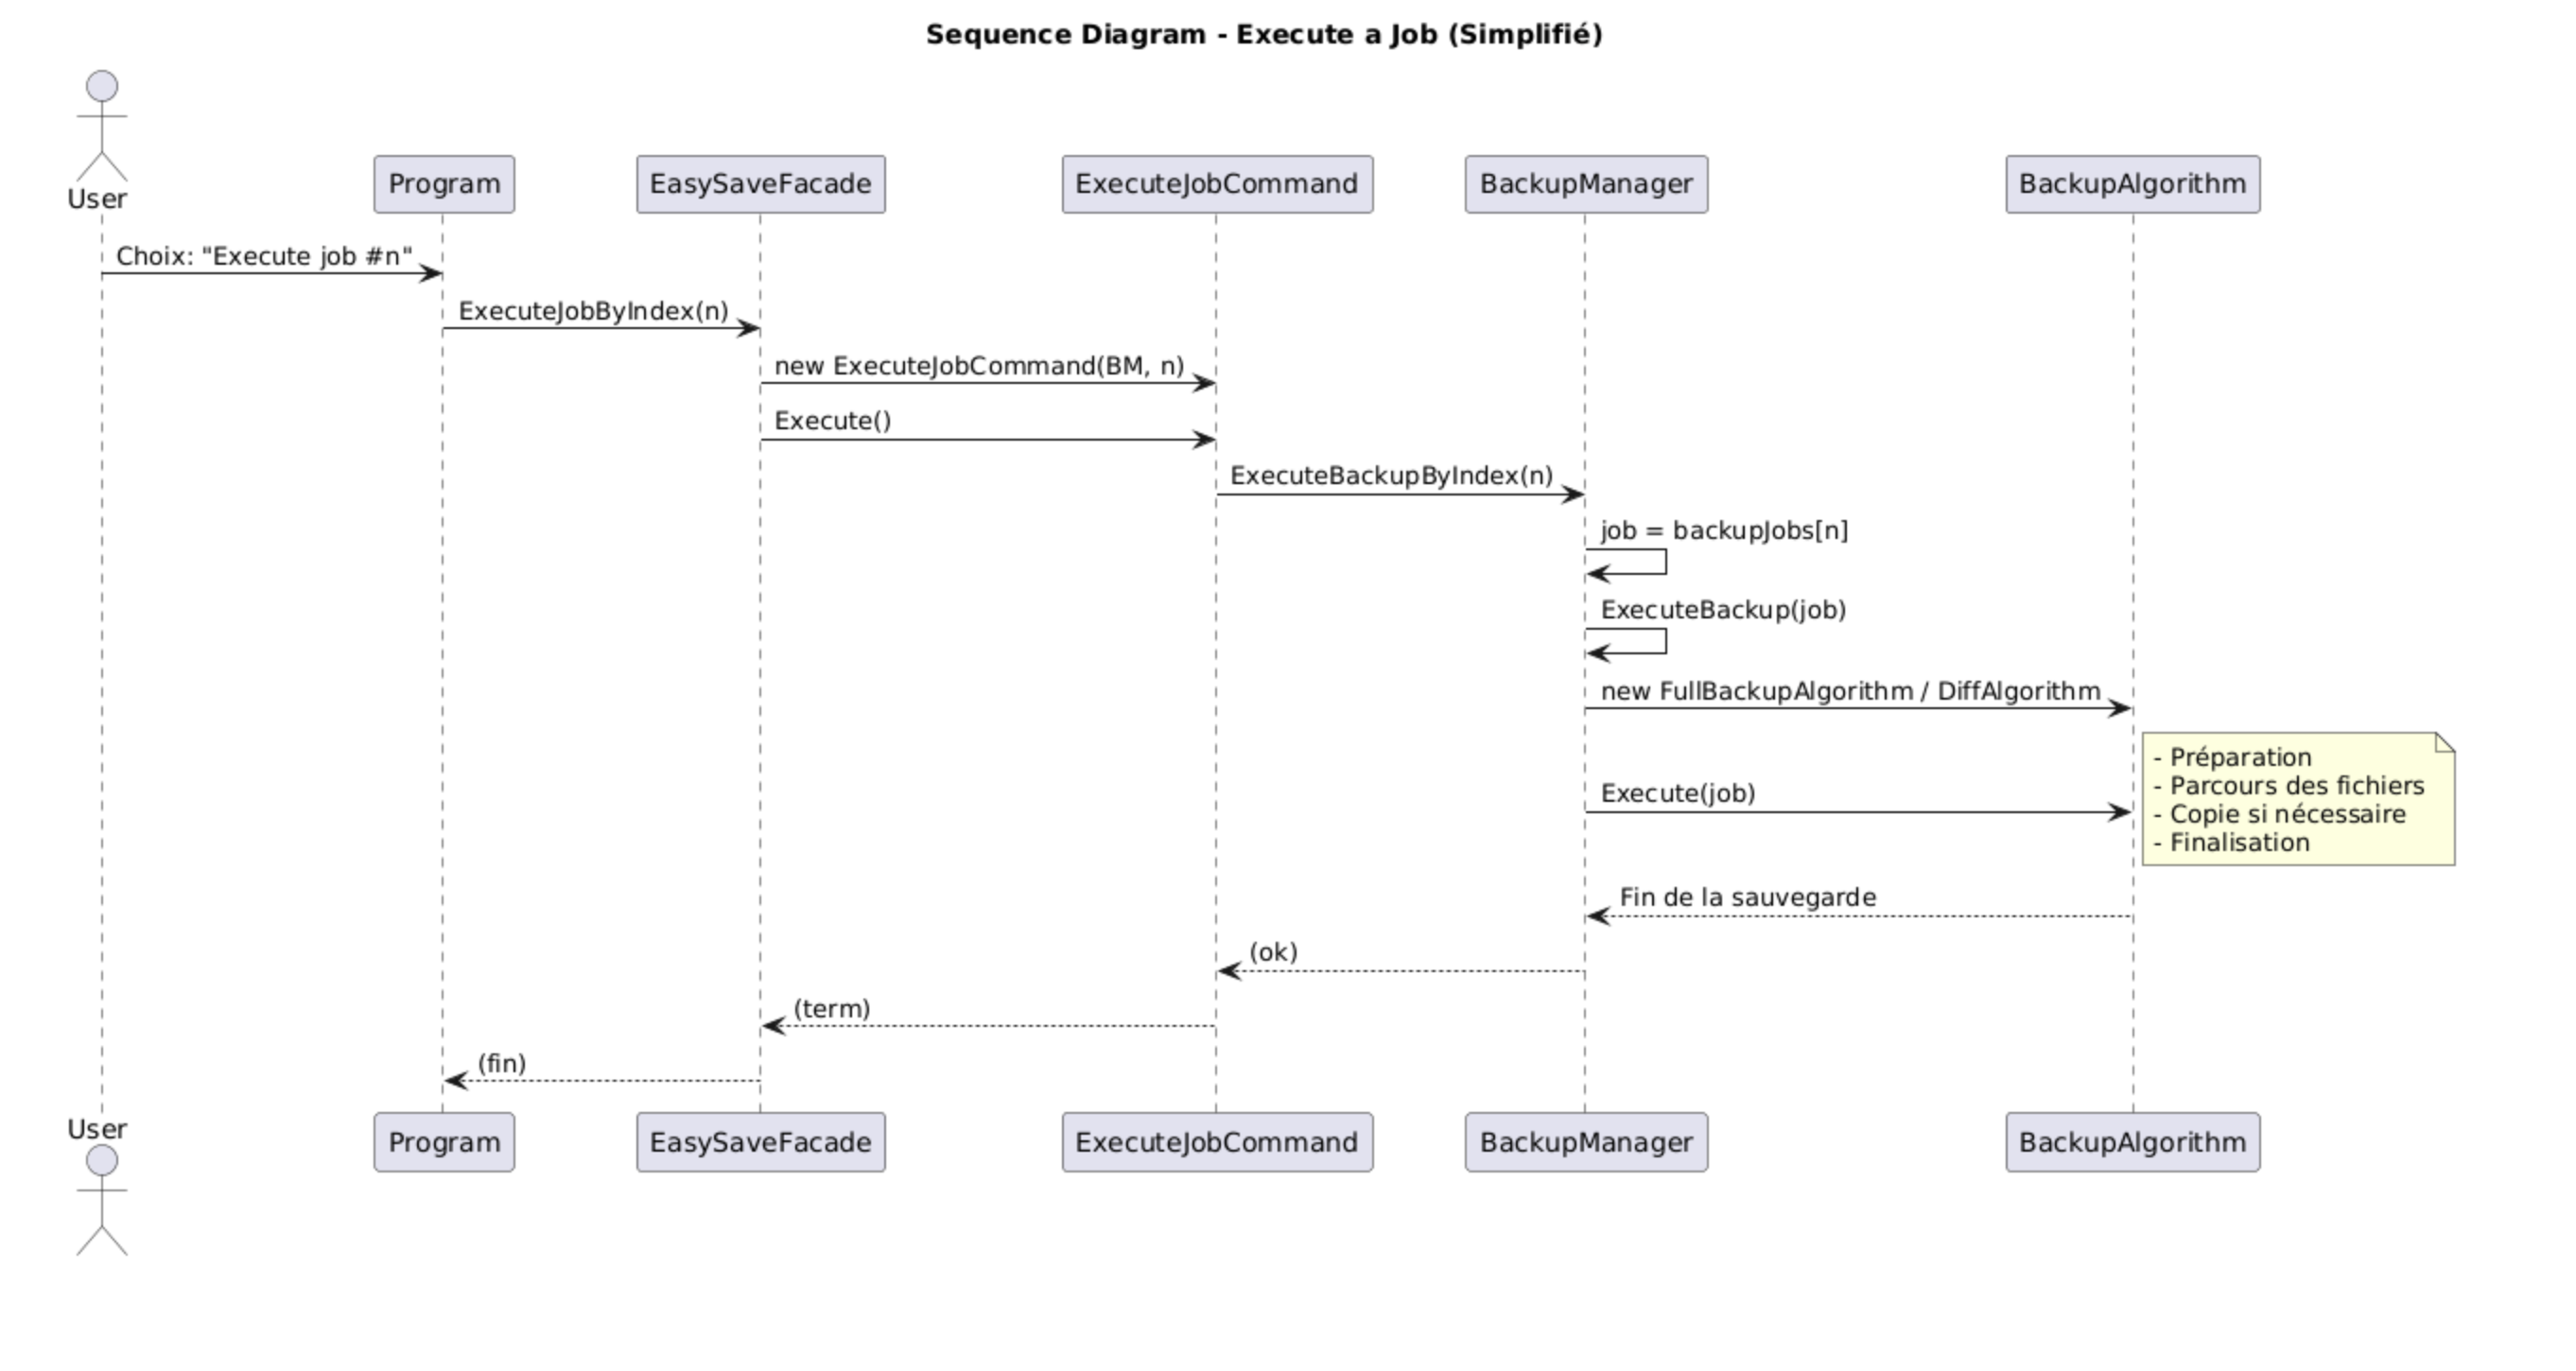 Sequence Diagram - Execute a Job (Simplifié)
User
Program
EasySaveFacade
ExecuteJobCommand
BackupManager
BackupAlgorithm
Choix: "Execute job #n"
ExecuteJobByIndex(n)
new ExecuteJobCommand(BM, n)
Execute()
ExecuteBackupByIndex(n)
job = backupJobs[n]
ExecuteBackup(job)
new FullBackupAlgorithm / DiffAlgorithm
Execute(job)
- Préparation
- Parcours des fichiers
- Copie si nécessaire
- Finalisation
Fin de la sauvegarde
(ok)
(term)
(fin)
User
Program
EasySaveFacade
ExecuteJobCommand
BackupManager
BackupAlgorithm